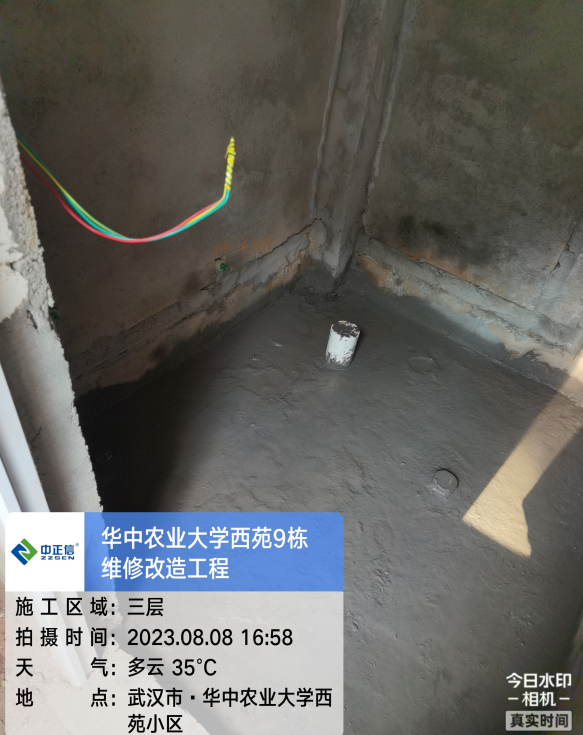 中正信®
ZZSEN
华中农业大学西苑9栋
维修改造工程
施工区域：三层
拍摄时间：2023.08.08 16:58
天气：多云 35℃
地点：武汉市·华中农业大学西
苑小区
今日水印
相机
真实时间